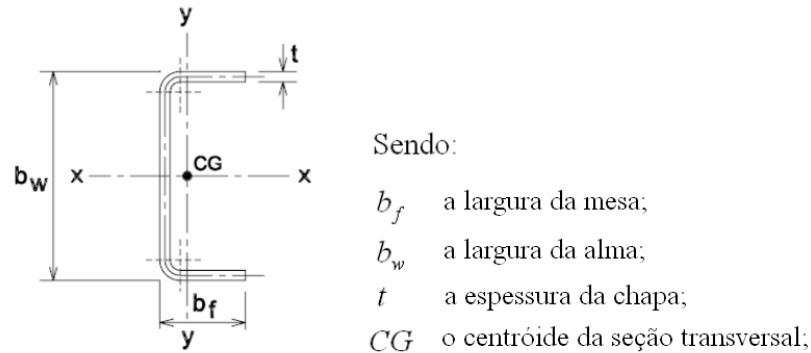 y
t
b_w x CG x
b_f
y
Sendo:
b_f a largura da mesa;
b_w a largura da alma;
t a espessura da chapa;
CG o centróide da seção transversal;